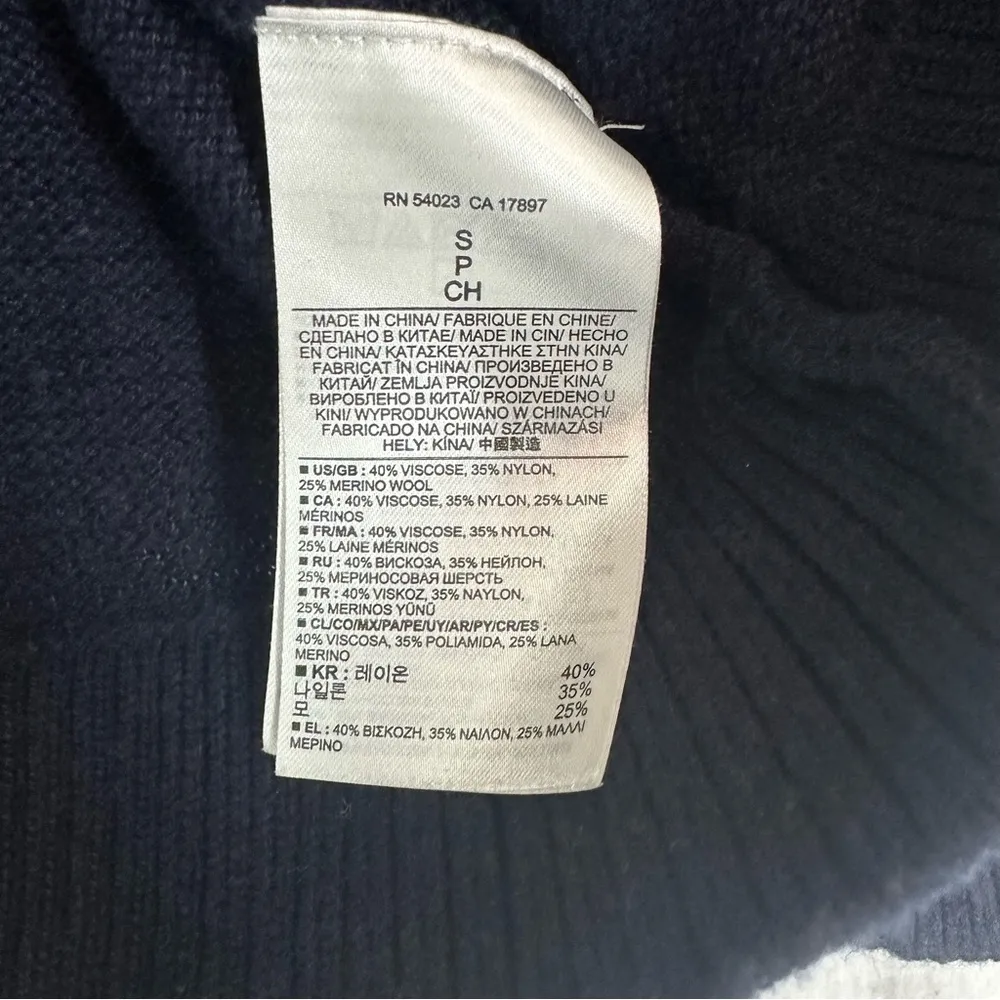 RN 54023 CA 17897
S
P
CH
MADE IN CHINA/ FABRIQUE EN CHINE/
СДЕЛАНО В КИТАЕ/ MADE IN CIN/ HECHO
EN CHINA/ ΚΑΤΑΣΚΕΥΑΣΤΗΚΕ ΣΤΗΝ ΚΙΝΑ/
FABRICAT ÎN CHINA/ ПРОИЗВЕДЕНО В
КИТАЙ/ ZEMLJA PROIZVODNJE KINA/
ВИРОБЛЕНО В КИТАЇ/ PROIZVEDENO U
KINI/ WYPRODUKOWANO W CHINACH/
FABRICADO NA CHINA/ SZÁRMAZÁSI
HELY: KÍNA/ 中國製造
■ US/GB : 40% VISCOSE, 35% NYLON,
25% MERINO WOOL
■ CA : 40% VISCOSE, 35% NYLON, 25% LAINE
MÉRINOS
■ FR/MA : 40% VISCOSE, 35% NYLON,
25% LAINE MÉRINOS
■ RU : 40% ВИСКОЗА, 35% НЕЙЛОН,
25% МЕРИНОСОВАЯ ШЕРСТЬ
■ TR : 40% VISKOZ, 35% NAYLON,
25% MERINOS YÜNÜ
■ CL/CO/MX/PA/PE/UY/AR/PY/CR/ES :
40% VISCOSA, 35% POLIAMIDA, 25% LANA
MERINO
■ KR : 레이온 40%
나일론 35%
모 25%
■ EL : 40% ΒΙΣΚΟΖΗ, 35% ΝΑΙΛΟΝ, 25% ΜΑΛΛΙ
ΜΕΡΙΝΟ